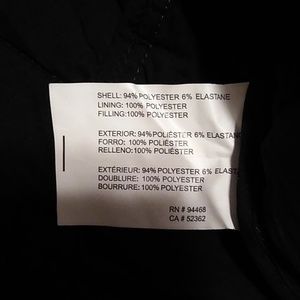 SHELL: 94% POLYESTER 6% ELASTANE
LINING: 100% POLYESTER
FILLING:100% POLYESTER
EXTERIOR: 94%POLIÉSTER 6% ELASTANO
FORRO: 100% POLIÉSTER
RELLENO:100% POLIÉSTER
EXTÉRIEUR: 94%POLYESTER 6% ELASTANE
DOUBLURE: 100% POLYESTER
BOURRURE: 100% POLYESTER
RN # 94468
CA # 52362